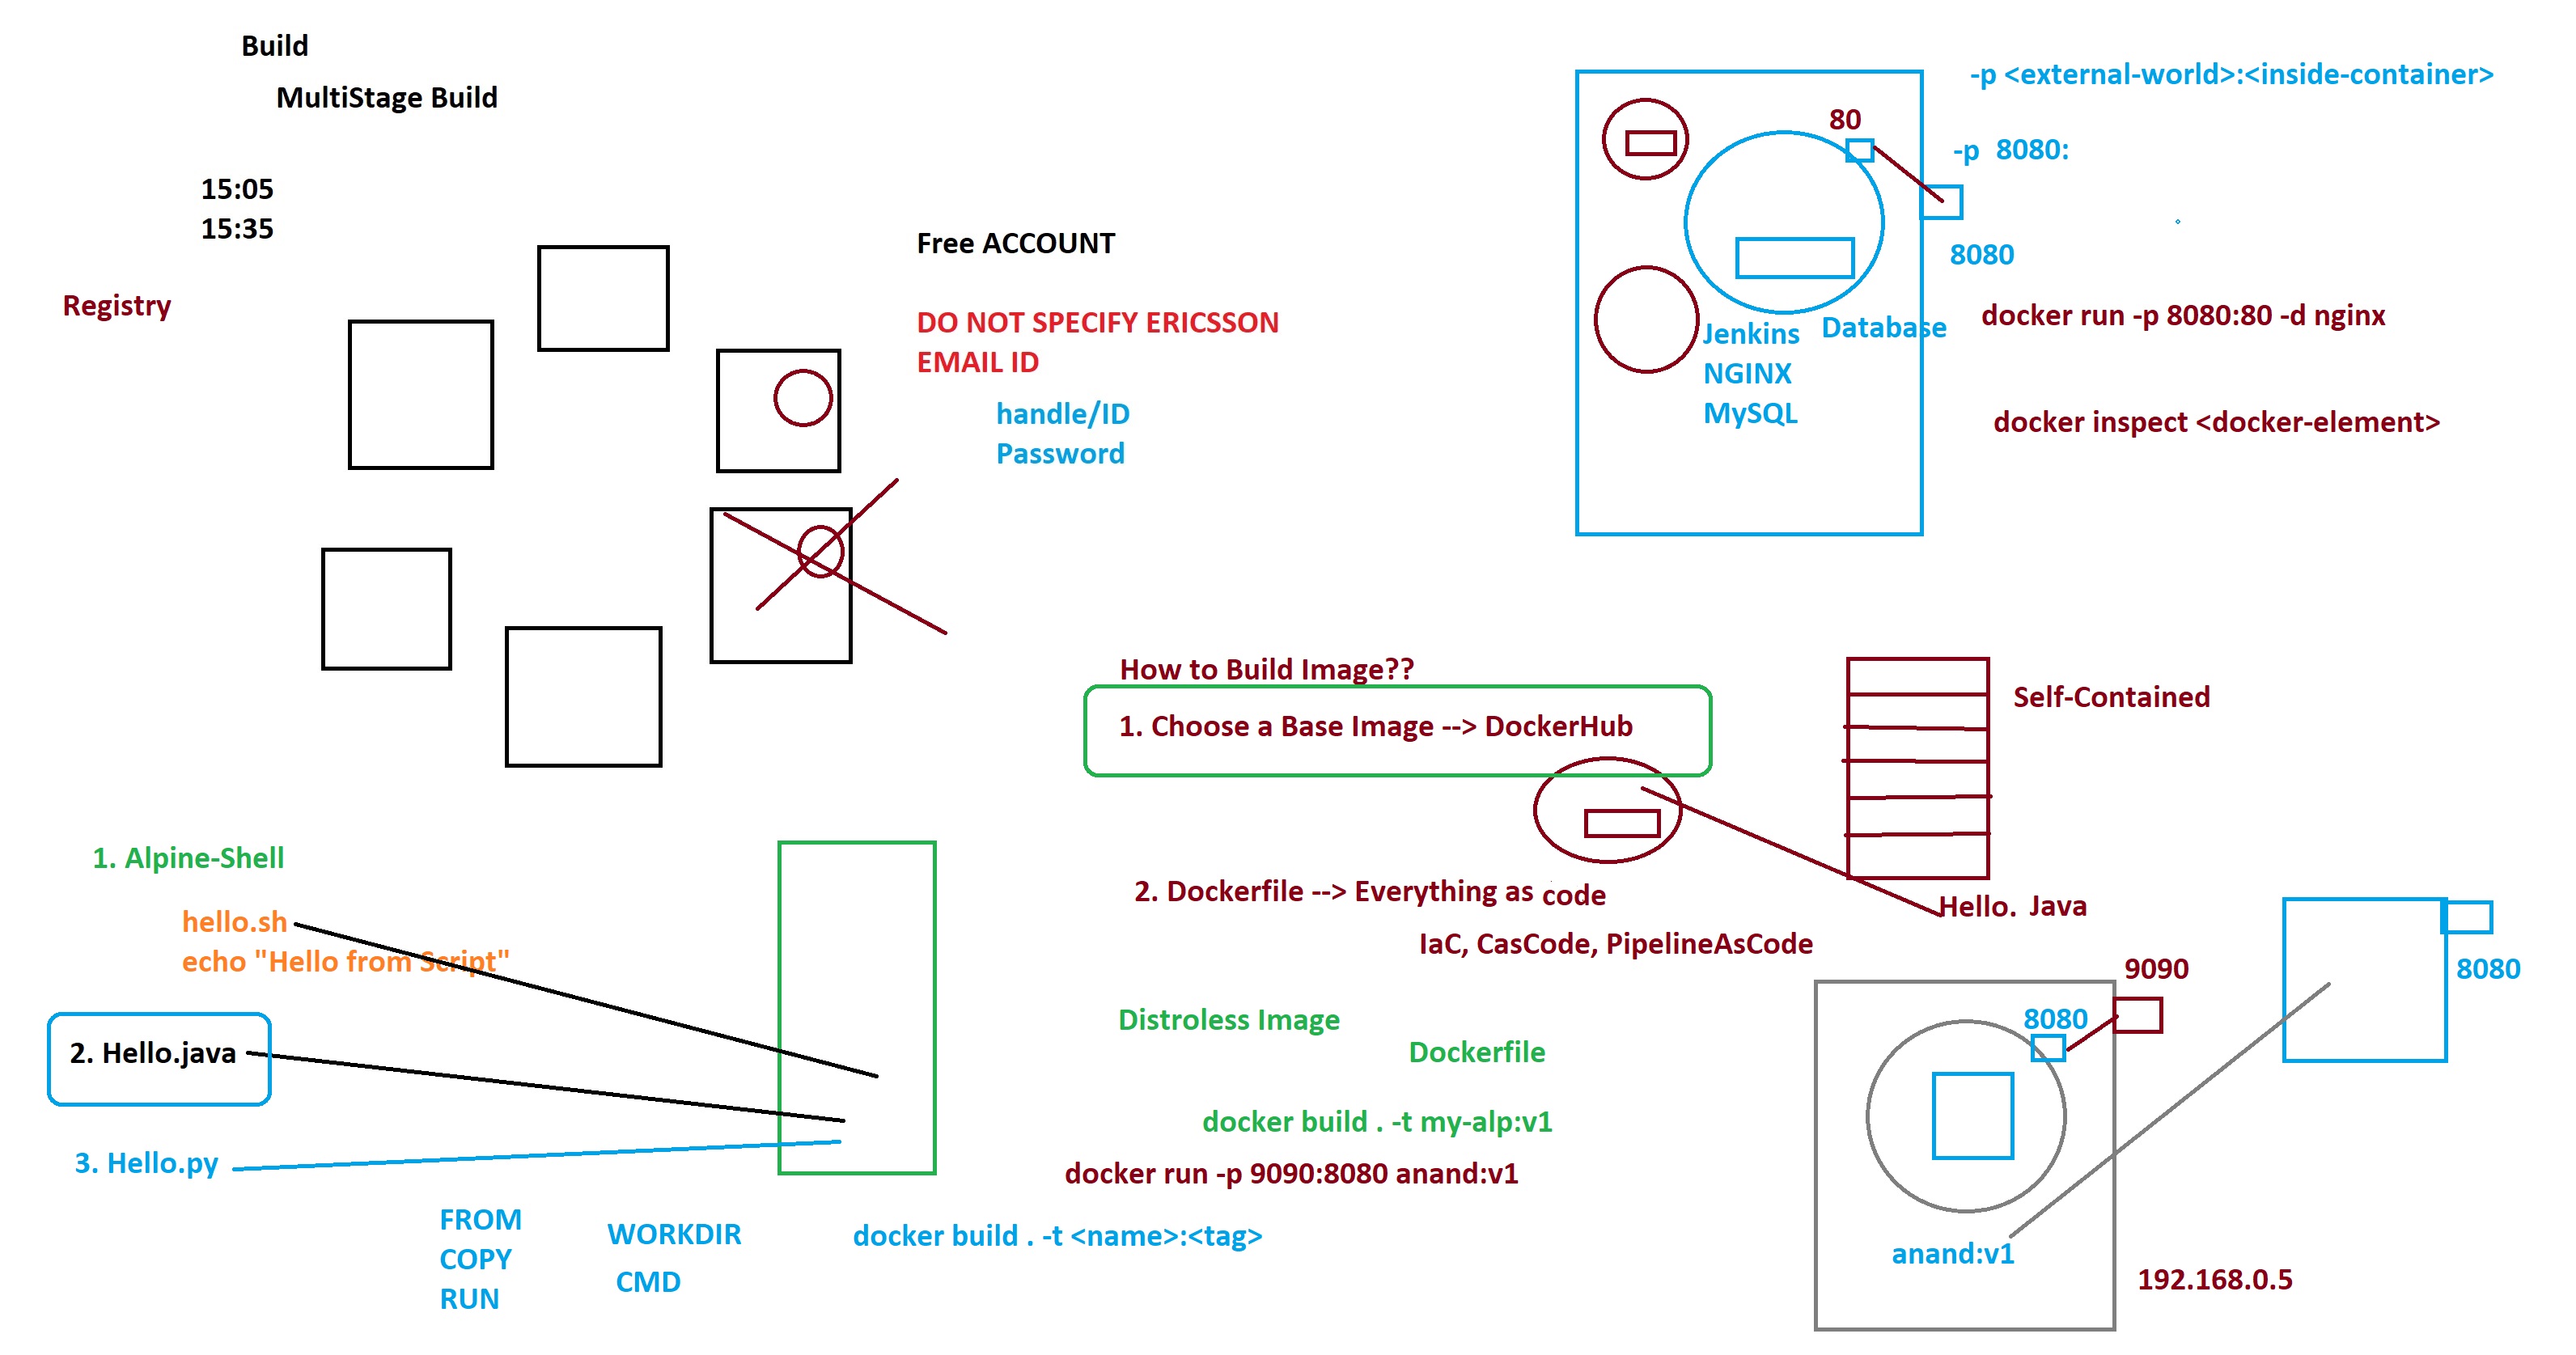 Build
MultiStage Build
15:05
15:35
Registry
Free ACCOUNT
DO NOT SPECIFY ERICSSON
EMAIL ID
handle/ID
Password
-p <external-world>:<inside-container>
80
-p 8080:
8080
docker run -p 8080:80 -d nginx
Jenkins
Database
NGINX
MySQL
docker inspect <docker-element>
How to Build Image??
1. Choose a Base Image --> DockerHub
Self-Contained
2. Dockerfile --> Everything as code
Hello. Java
IaC, CasCode, PipelineAsCode
1. Alpine-Shell
hello.sh
echo "Hello from Script"
2. Hello.java
3. Hello.py
Distroless Image
Dockerfile
docker build . -t my-alp:v1
docker run -p 9090:8080 anand:v1
FROM
COPY
RUN
WORKDIR
CMD
docker build . -t <name>:<tag>
9090
8080
8080
anand:v1
192.168.0.5